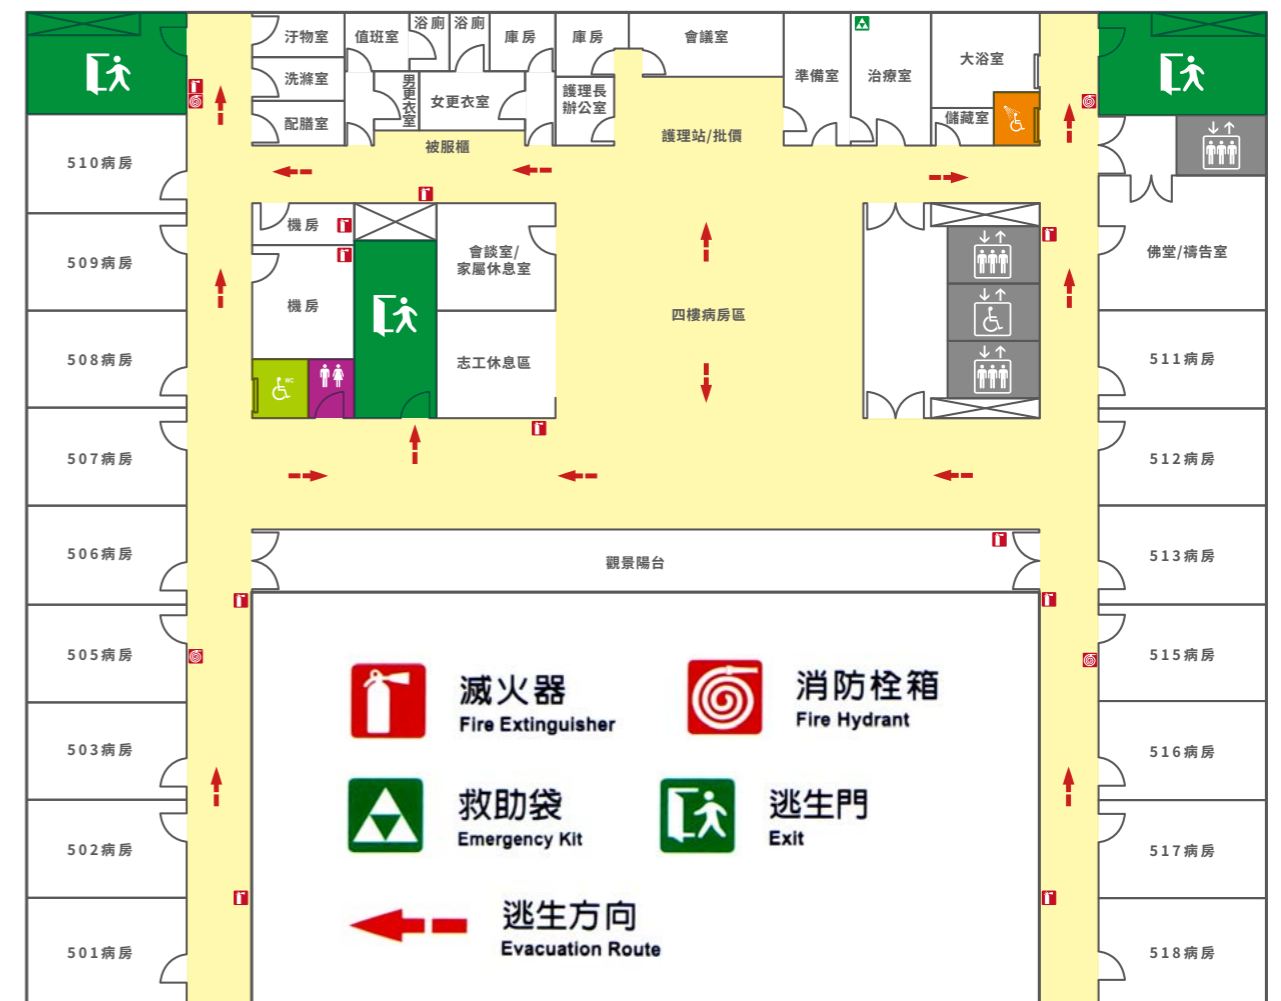 汙物室
值班室
浴廁
浴廁
庫房
庫房
會議室
洗滌室
男更衣室
女更衣室
護理長
辦公室
準備室
治療室
大浴室
配膳室
儲藏室
被服櫃
護理站/批價
510病房
機房
會談室/
家屬休息室
佛堂/禱告室
509病房
機房
四樓病房區
508病房
志工休息區
511病房
WC
507病房
512病房
506病房
觀景陽台
513病房
505病房
515病房
滅火器
Fire Extinguisher
消防栓箱
Fire Hydrant
503病房
516病房
救助袋
Emergency Kit
逃生門
Exit
502病房
517病房
逃生方向
Evacuation Route
501病房
518病房